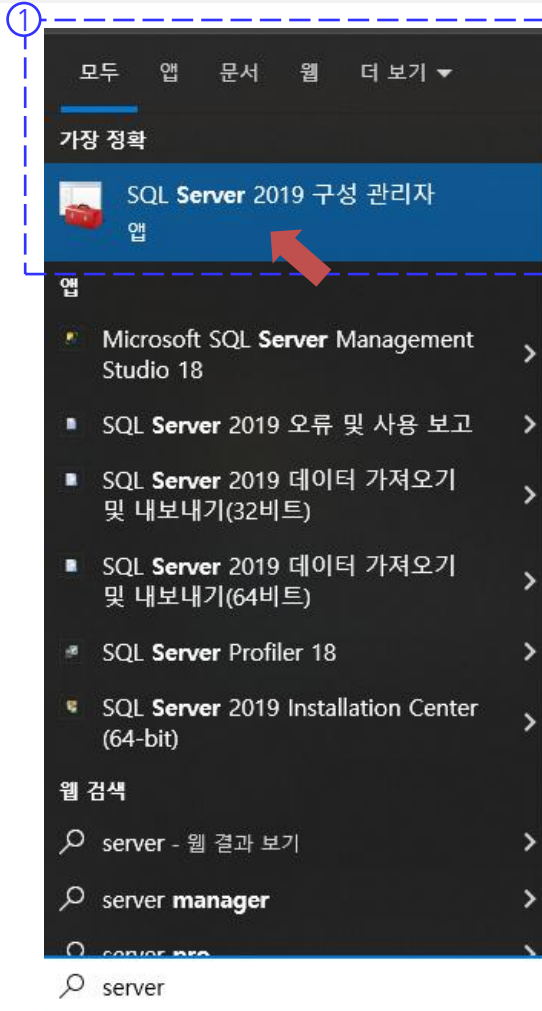 1
모두 앱 문서 웹 더 보기
가장 정확
SQL Server 2019 구성 관리자
앱
앱
Microsoft SQL Server Management
Studio 18
SQL Server 2019 오류 및 사용 보고
SQL Server 2019 데이터 가져오기
및 내보내기(32비트)
SQL Server 2019 데이터 가져오기
및 내보내기(64비트)
SQL Server Profiler 18
SQL Server 2019 Installation Center
(64-bit)
웹 검색
server - 웹 결과 보기
server manager
server pro
server